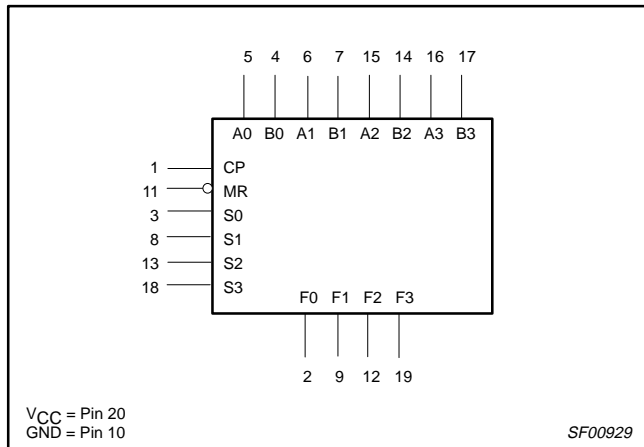 5 4 6 7 15 14 16 17
A0 B0 A1 B1 A2 B2 A3 B3
1 CP
11 MR
3 S0
8 S1
13 S2
18 S3
F0 F1 F2 F3
2 9 12 19
VCC = Pin 20
GND = Pin 10
SF00929